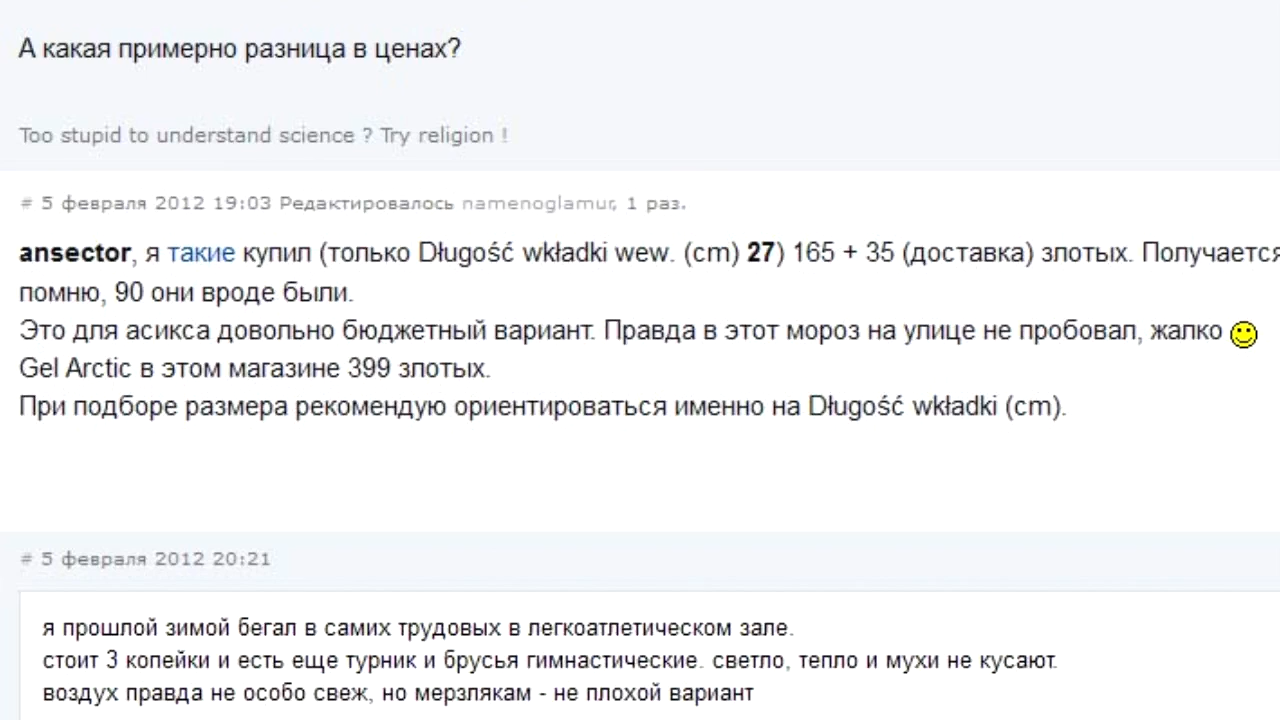 А какая примерно разница в ценах?
Too stupid to understand science ? Try religion !
# 5 февраля 2012 19:03 Редактировалось namenoglamur, 1 раз.
ansector, я такие купил (только Długość wkładki wew. (cm) 27) 165 + 35 (доставка) злотых. Получается
помню, 90 они вроде были.
Это для асикса довольно бюджетный вариант. Правда в этот мороз на улице не пробовал, жалко
Gel Arctic в этом магазине 399 злотых.
При подборе размера рекомендую ориентироваться именно на Długość wkładki (cm).
# 5 февраля 2012 20:21
я прошлой зимой бегал в самих трудовых в легкоатлетическом зале.
стоит 3 копейки и есть еще турник и брусья гимнастические. светло, тепло и мухи не кусают.
воздух правда не особо свеж, но мерзлякам - не плохой вариант